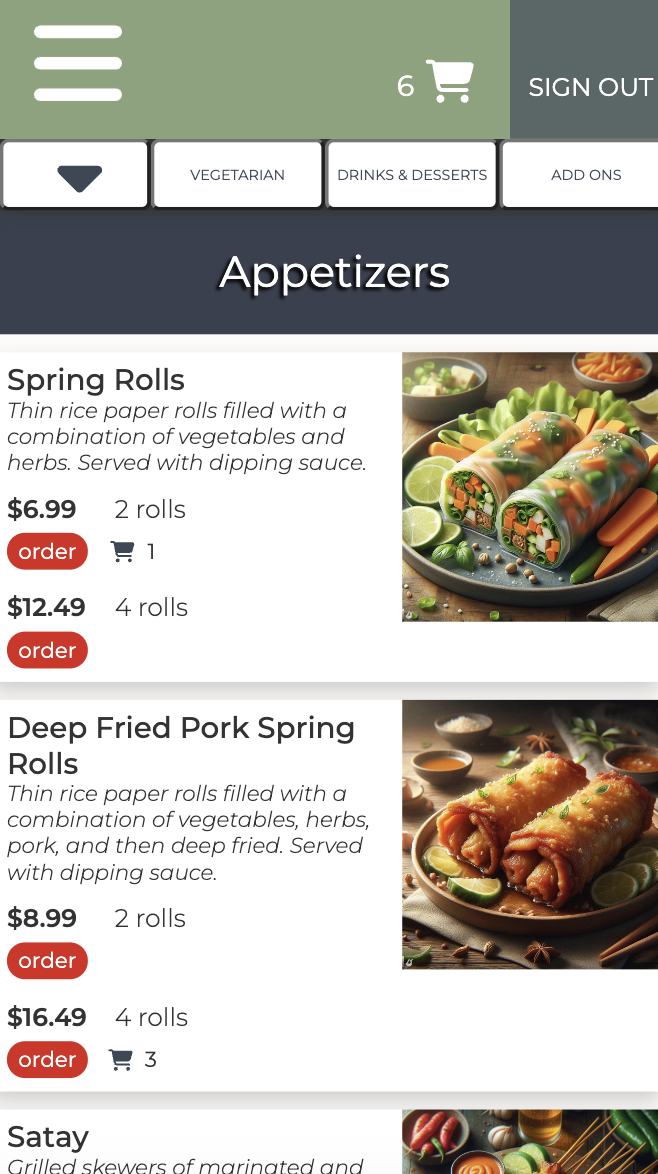 6
SIGN OUT
VEGETARIAN
DRINKS & DESSERTS
ADD ONS
Appetizers
Spring Rolls
Thin rice paper rolls filled with a
combination of vegetables and
herbs. Served with dipping sauce.
$6.99 2 rolls
order 1
$12.49 4 rolls
order
Deep Fried Pork Spring
Rolls
Thin rice paper rolls filled with a
combination of vegetables, herbs,
pork, and then deep fried. Served
with dipping sauce.
$8.99 2 rolls
order
$16.49 4 rolls
order 3
Satay
Grilled skewers of marinated and